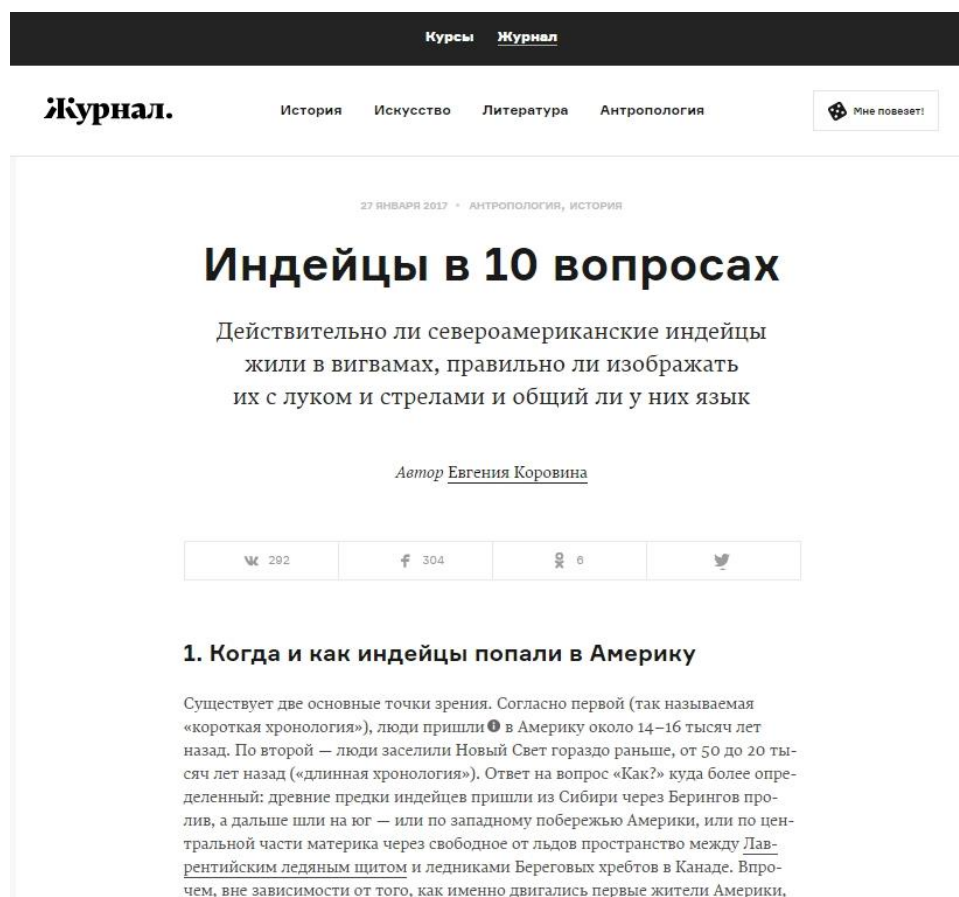 Курсы Журнал
Журнал.
История Искусство Литература Антропология
Мне повезет!
27 ЯНВАРЯ 2017 • АНТРОПОЛОГИЯ, ИСТОРИЯ
Индейцы в 10 вопросах
Действительно ли североамериканские индейцы
жили в вигвамах, правильно ли изображать
их с луком и стрелами и общий ли у них язык
Автор Евгения Коровина
292 304 6
1. Когда и как индейцы попали в Америку
Существует две основные точки зрения. Согласно первой (так называемая
«короткая хронология»), люди пришли в Америку около 14–16 тысяч лет
назад. По второй — люди заселили Новый Свет гораздо раньше, от 50 до 20 ты-
сяч лет назад («длинная хронология»). Ответ на вопрос «Как?» куда более опре-
деленный: древние предки индейцев пришли из Сибири через Берингов про-
лив, а дальше шли на юг — или по западному побережью Америки, или по цен-
тральной части материка через свободное от льдов пространство между Лав-
рентийским ледяным щитом и ледниками Береговых хребтов в Канаде. Впро-
чем, вне зависимости от того, как именно двигались первые жители Америки,